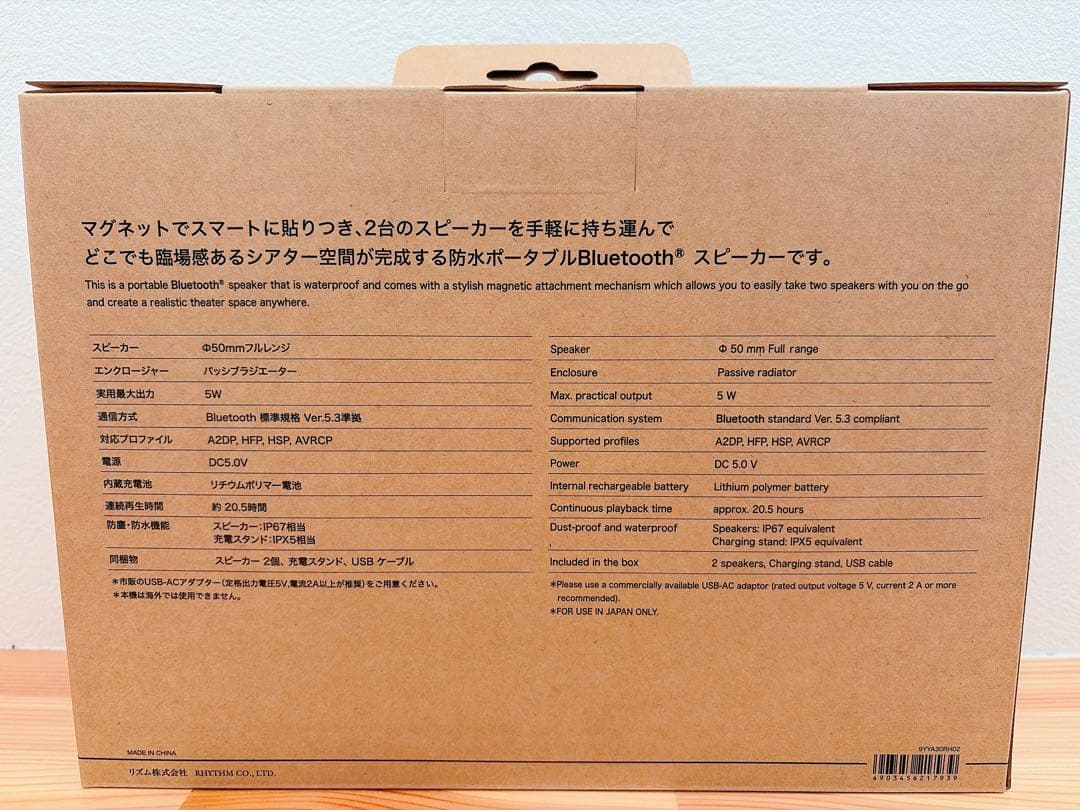 マグネットでスマートに貼りつき、2台のスピーカーを手軽に持ち運んで
どこでも臨場感あるシアター空間が完成する防水ポータブルBluetooth® スピーカーです。
This is a portable Bluetooth® speaker that is waterproof and comes with a stylish magnetic attachment mechanism which allows you to easily take two speakers with you on the go
and create a realistic theater space anywhere.
スピーカー Φ50mmフルレンジ
エンクロージャー パッシブラジエーター
実用最大出力 5W
通信方式 Bluetooth 標準規格 Ver.5.3準拠
対応プロファイル A2DP, HFP, HSP, AVRCP
電源 DC5.0V
内蔵充電池 リチウムポリマー電池
連続再生時間 約 20.5時間
防塵・防水機能 スピーカー:IP67相当
充電スタンド:IPX5相当
同梱物 スピーカー 2個、充電スタンド、USB ケーブル
*市販のUSB-ACアダプター(定格出力電圧5V,電流2A以上が推奨)をご用意ください。
*本機は海外では使用できません。
Speaker Φ 50 mm Full range
Enclosure Passive radiator
Max. practical output 5 W
Communication system Bluetooth standard Ver. 5.3 compliant
Supported profiles A2DP, HFP, HSP, AVRCP
Power DC 5.0 V
Internal rechargeable battery Lithium polymer battery
Continuous playback time approx. 20.5 hours
Dust-proof and waterproof Speakers: IP67 equivalent
Charging stand: IPX5 equivalent
Included in the box 2 speakers, Charging stand, USB cable
*Please use a commercially available USB-AC adaptor (rated output voltage 5 V, current 2 A or more
recommended).
*FOR USE IN JAPAN ONLY.
MADE IN CHINA
リズム株式会社 RHYTHM CO., LTD.
9YYA30RH02
4903456217939